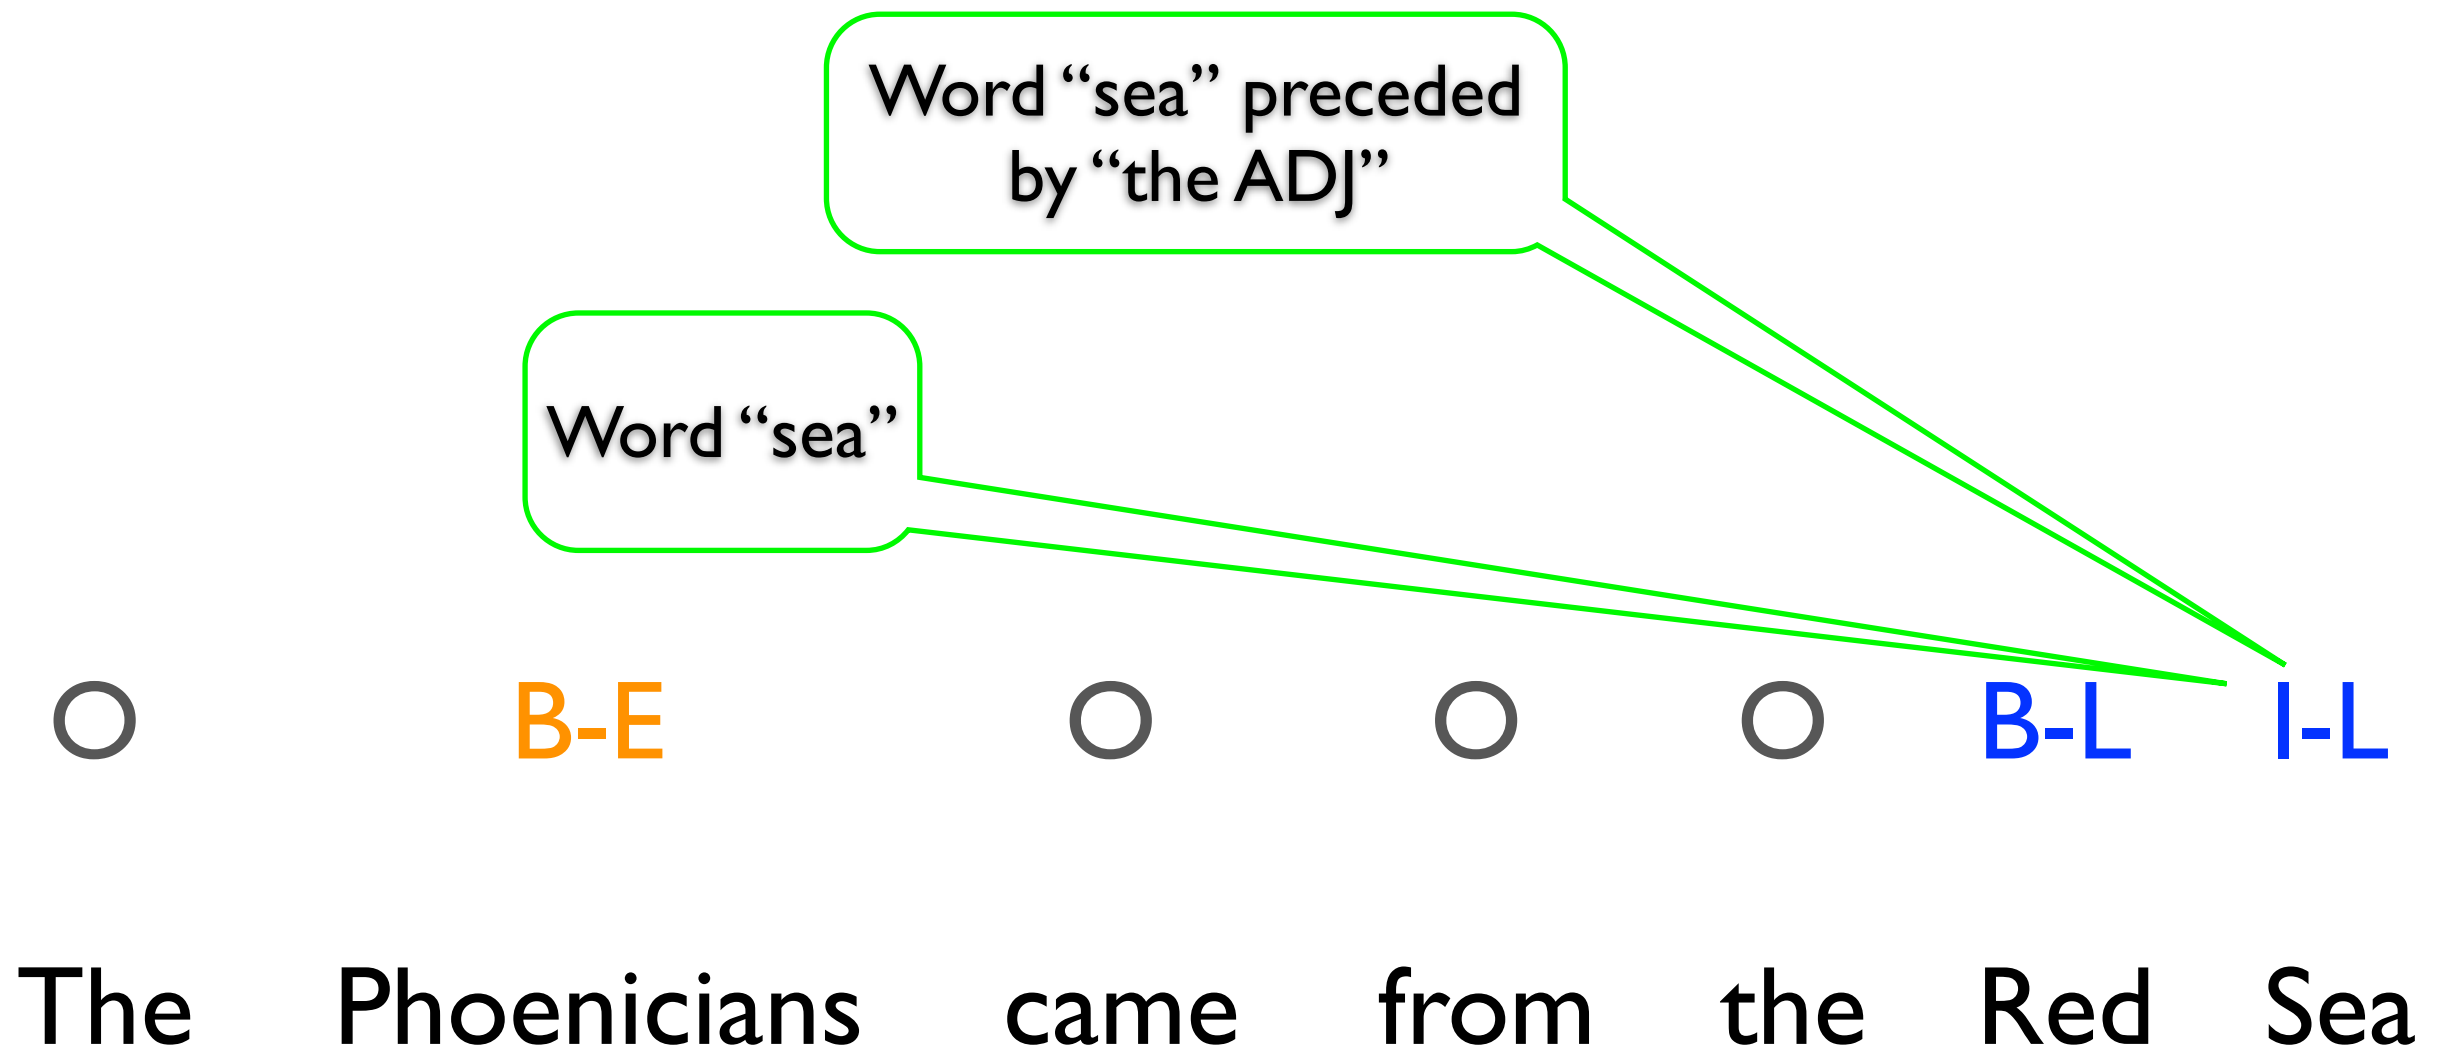 Word “sea” preceded
by “the ADJ”
Word “sea”
O B-E O O O B-L I-L
The Phoenicians came from the Red Sea